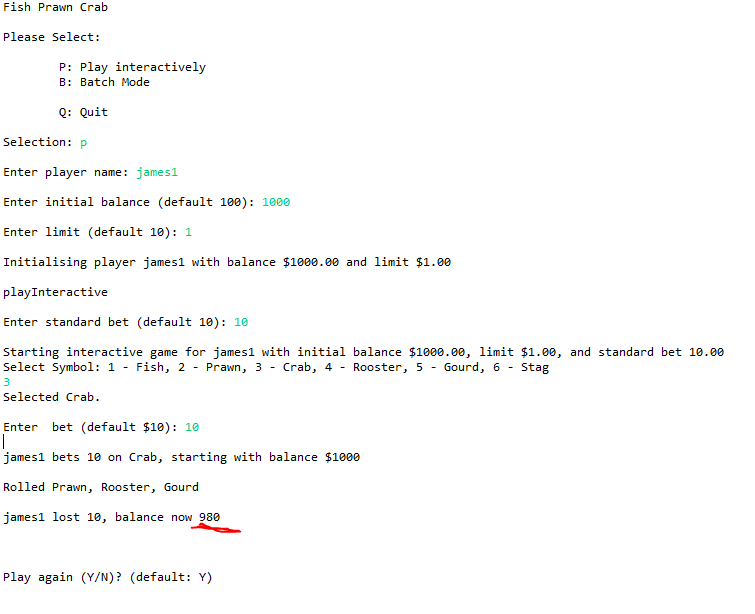 Fish Prawn Crab
Please Select:
P: Play interactively
B: Batch Mode
Q: Quit
Selection: p
Enter player name: james1
Enter initial balance (default 100): 1000
Enter limit (default 10): 1
Initialising player james1 with balance $1000.00 and limit $1.00
playInteractive
Enter standard bet (default 10): 10
Starting interactive game for james1 with initial balance $1000.00, limit $1.00, and standard bet 10.00
Select Symbol: 1 - Fish, 2 - Prawn, 3 - Crab, 4 - Rooster, 5 - Gourd, 6 - Stag
3
Selected Crab.
Enter  bet (default $10): 10
james1 bets 10 on Crab, starting with balance $1000
Rolled Prawn, Rooster, Gourd
james1 lost 10, balance now 980
Play again (Y/N)? (default: Y)